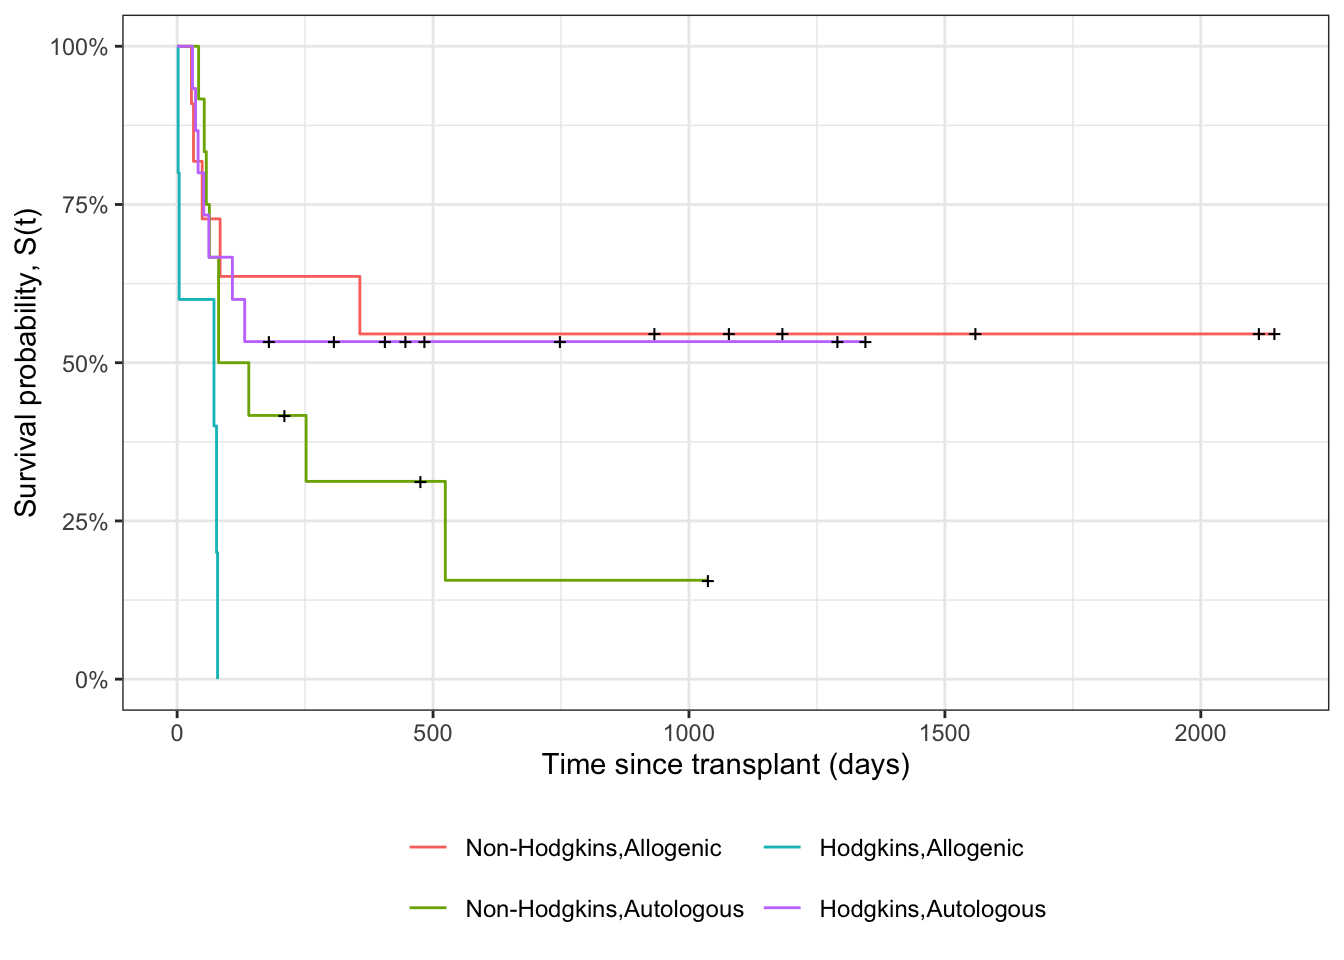 Survival probability, S(t)
100%
75%
50%
25%
0%
0 500 1000 1500 2000
Time since transplant (days)
Non-Hodgkins,Allogenic Hodgkins,Allogenic
Non-Hodgkins,Autologous Hodgkins,Autologous